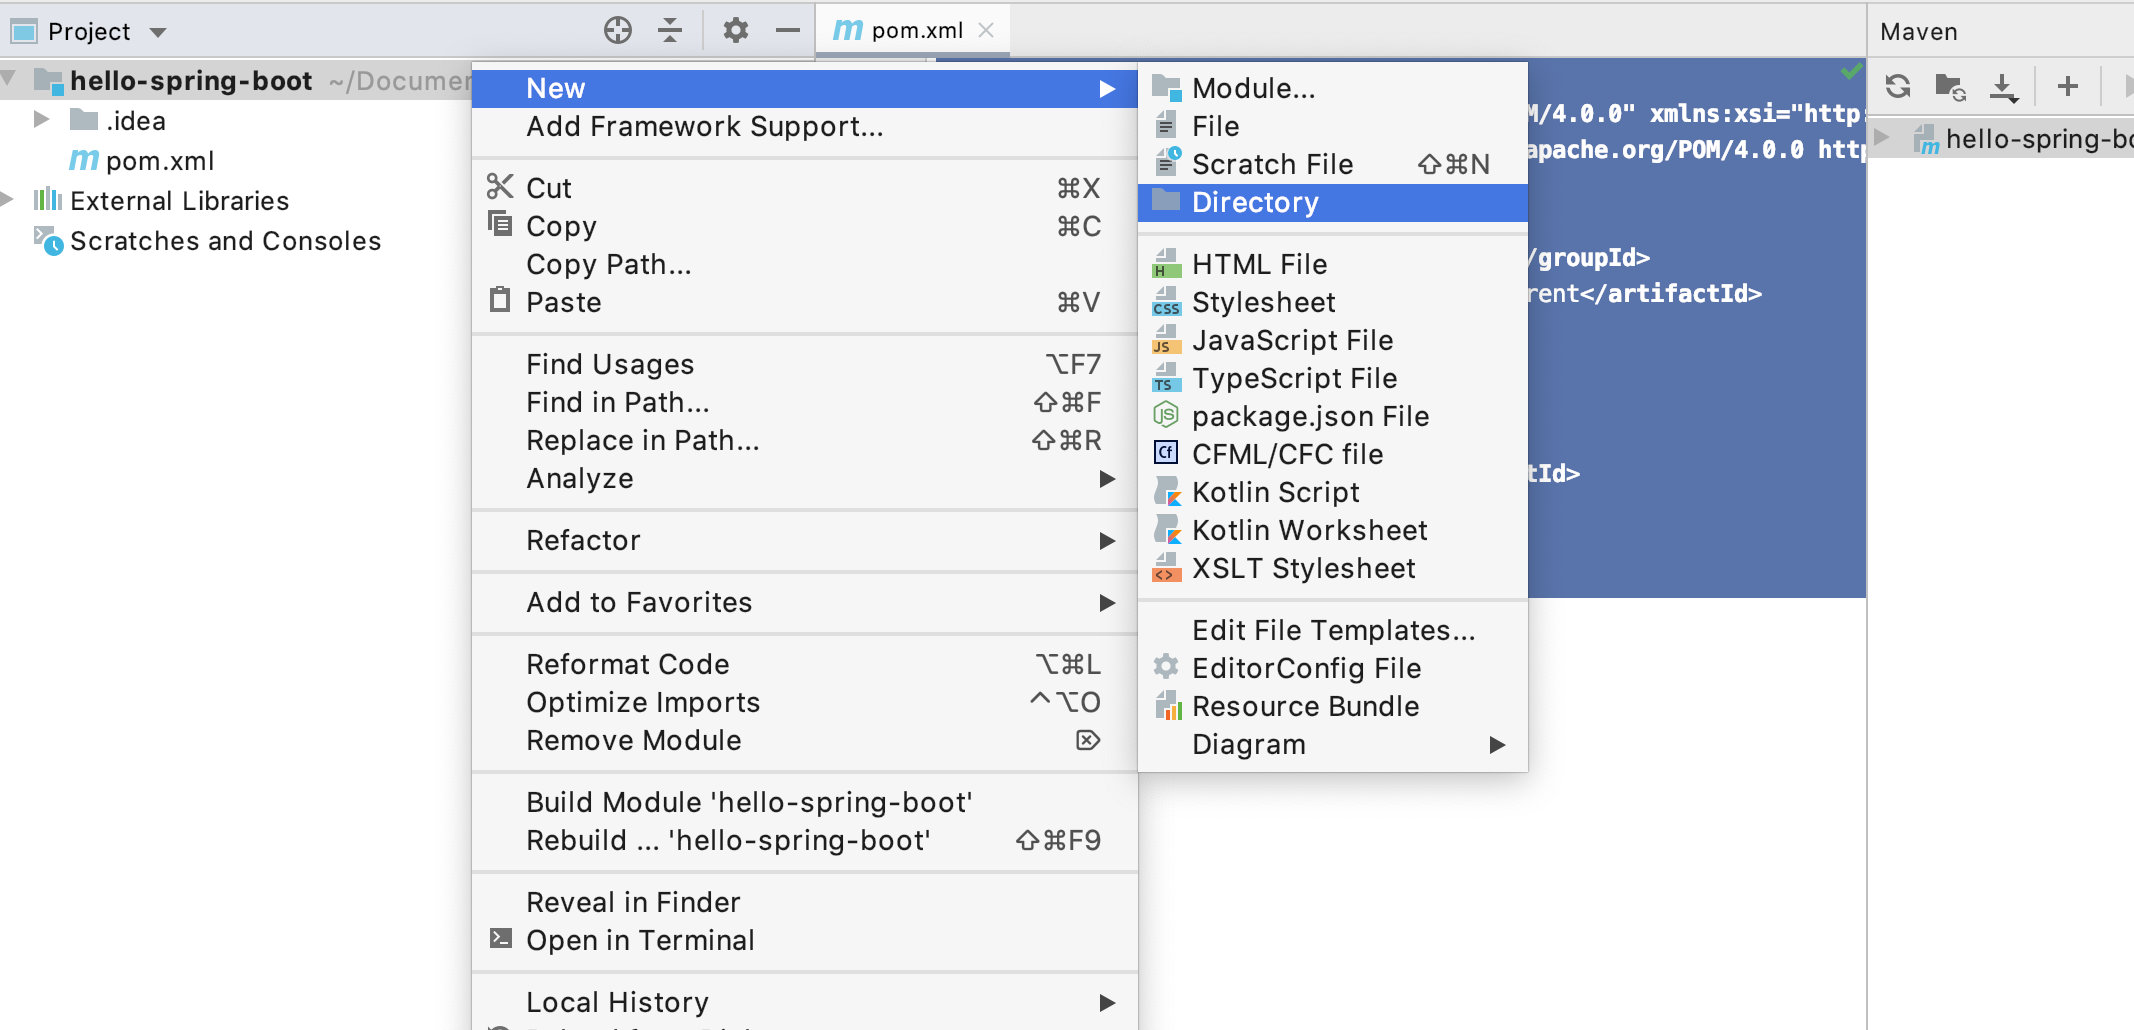 Project
pom.xml
Maven
hello-spring-boot ~/Documen
.idea
pom.xml
External Libraries
Scratches and Consoles
New
Add Framework Support...
Cut ⌘X
Copy ⌘C
Copy Path...
Paste ⌘V
Find Usages ⌥F7
Find in Path... ⇧⌘F
Replace in Path... ⇧⌘R
Analyze
Refactor
Add to Favorites
Reformat Code ⌥⌘L
Optimize Imports ^⌥O
Remove Module ⌦
Build Module 'hello-spring-boot'
Rebuild ... 'hello-spring-boot' ⇧⌘F9
Reveal in Finder
Open in Terminal
Local History
Module...
File
Scratch File ⇧⌘N
Directory
HTML File
Stylesheet
JavaScript File
TypeScript File
package.json File
CFML/CFC file
Kotlin Script
Kotlin Worksheet
XSLT Stylesheet
Edit File Templates...
EditorConfig File
Resource Bundle
Diagram
M/4.0.0" xmlns:xsi="http:
apache.org/POM/4.0.0 http
/groupId>
rent</artifactId>
tId>
hello-spring-bo